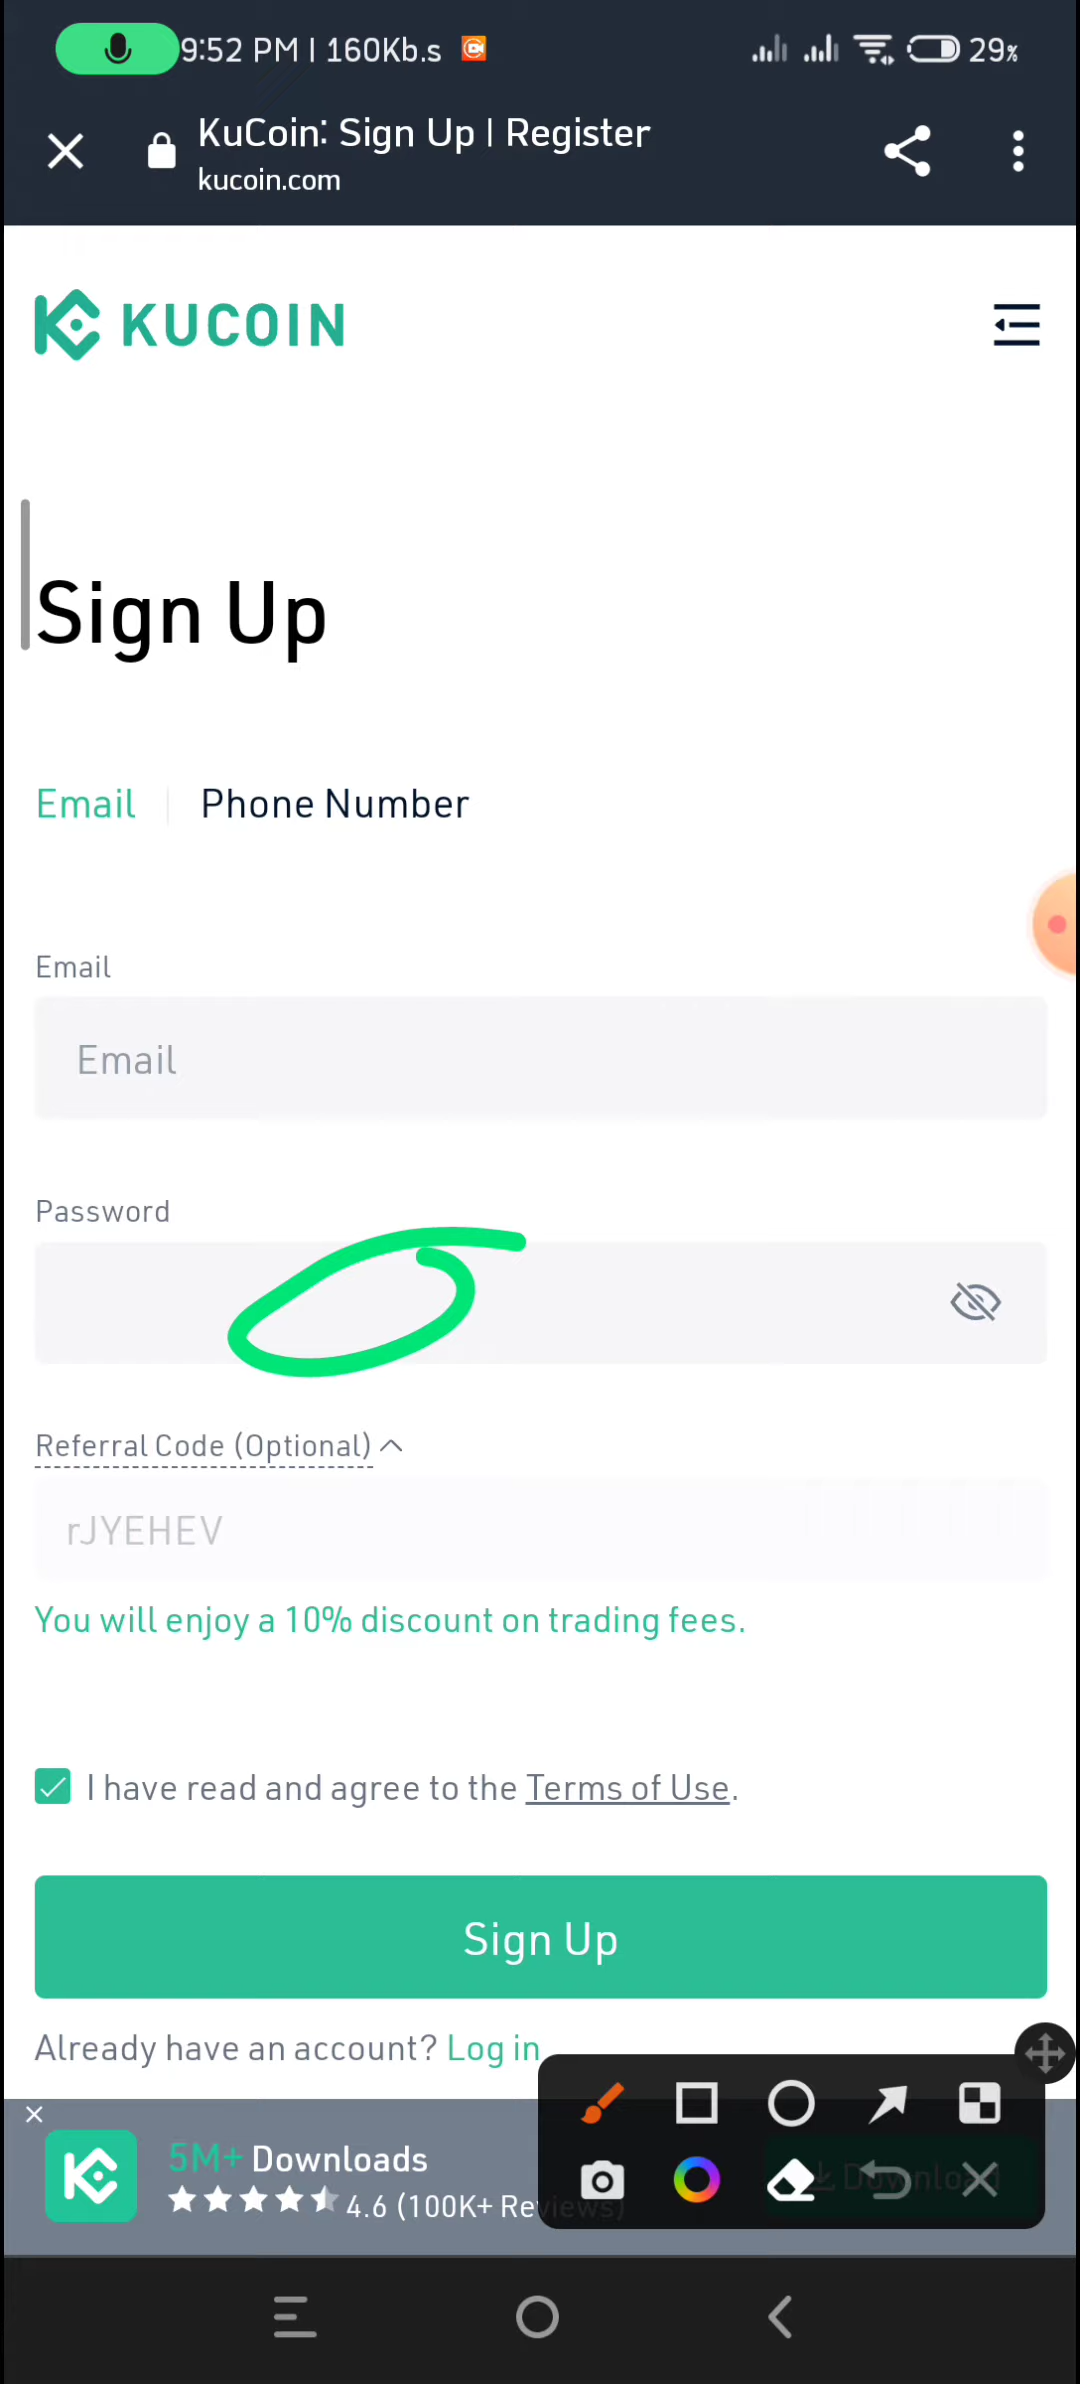 9:52 PM | 160Kb.s
29%
KuCoin: Sign Up | Register
kucoin.com
KUCOIN
Sign Up
Email
Phone Number
Email
Email
Password
Referral Code (Optional)
rJYEHEV
You will enjoy a 10% discount on trading fees.
I have read and agree to the Terms of Use.
Sign Up
Already have an account? Log in
5M+ Downloads
4.6 (100K+ Reviews)
Download